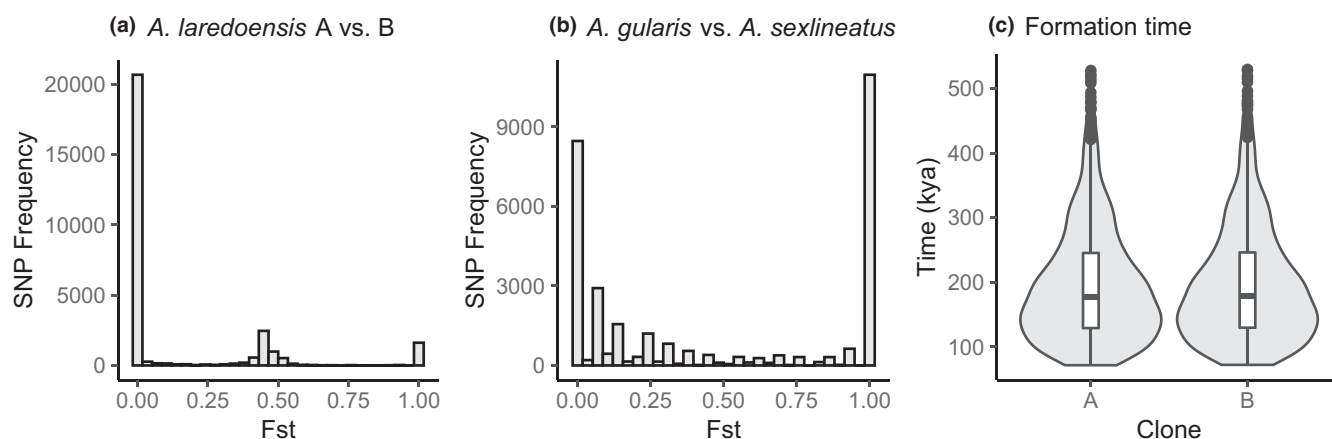 (a) A. laredoensis A vs. B
20000
15000
10000
5000
0
SNP Frequency
0.00 0.25 0.50 0.75 1.00
Fst
(b) A. gularis vs. A. sexlineatus
9000
6000
3000
0
SNP Frequency
0.00 0.25 0.50 0.75 1.00
Fst
(c) Formation time
500
400
300
200
100
Time (kya)
A B
Clone